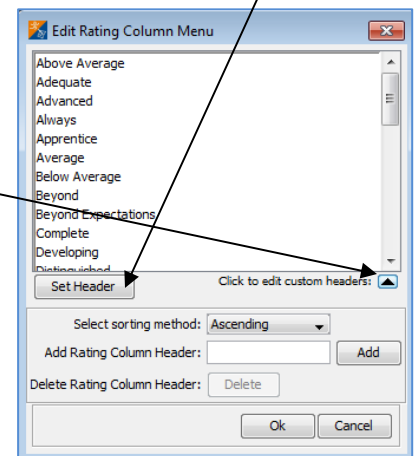 Edit Rating Column Menu
Above Average
Adequate
Advanced
Always
Apprentice
Average
Below Average
Beyond
Beyond Expectations
Complete
Developing
Distinguished
Set Header
Click to edit custom headers:
Select sorting method: Ascending
Add Rating Column Header: Add
Delete Rating Column Header: Delete
Ok Cancel